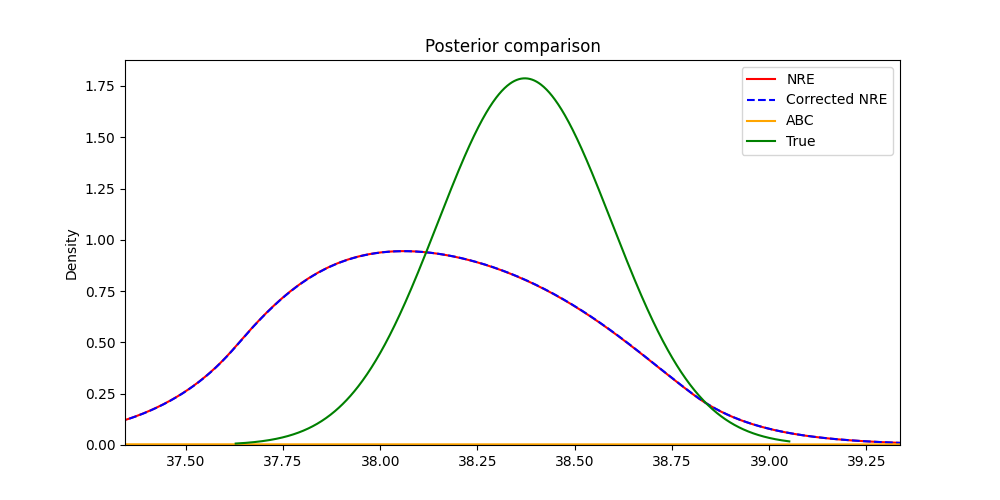 Posterior comparison
NRE
Corrected NRE
ABC
True
Density
1.75
1.50
1.25
1.00
0.75
0.50
0.25
0.00
37.50 37.75 38.00 38.25 38.50 38.75 39.00 39.25